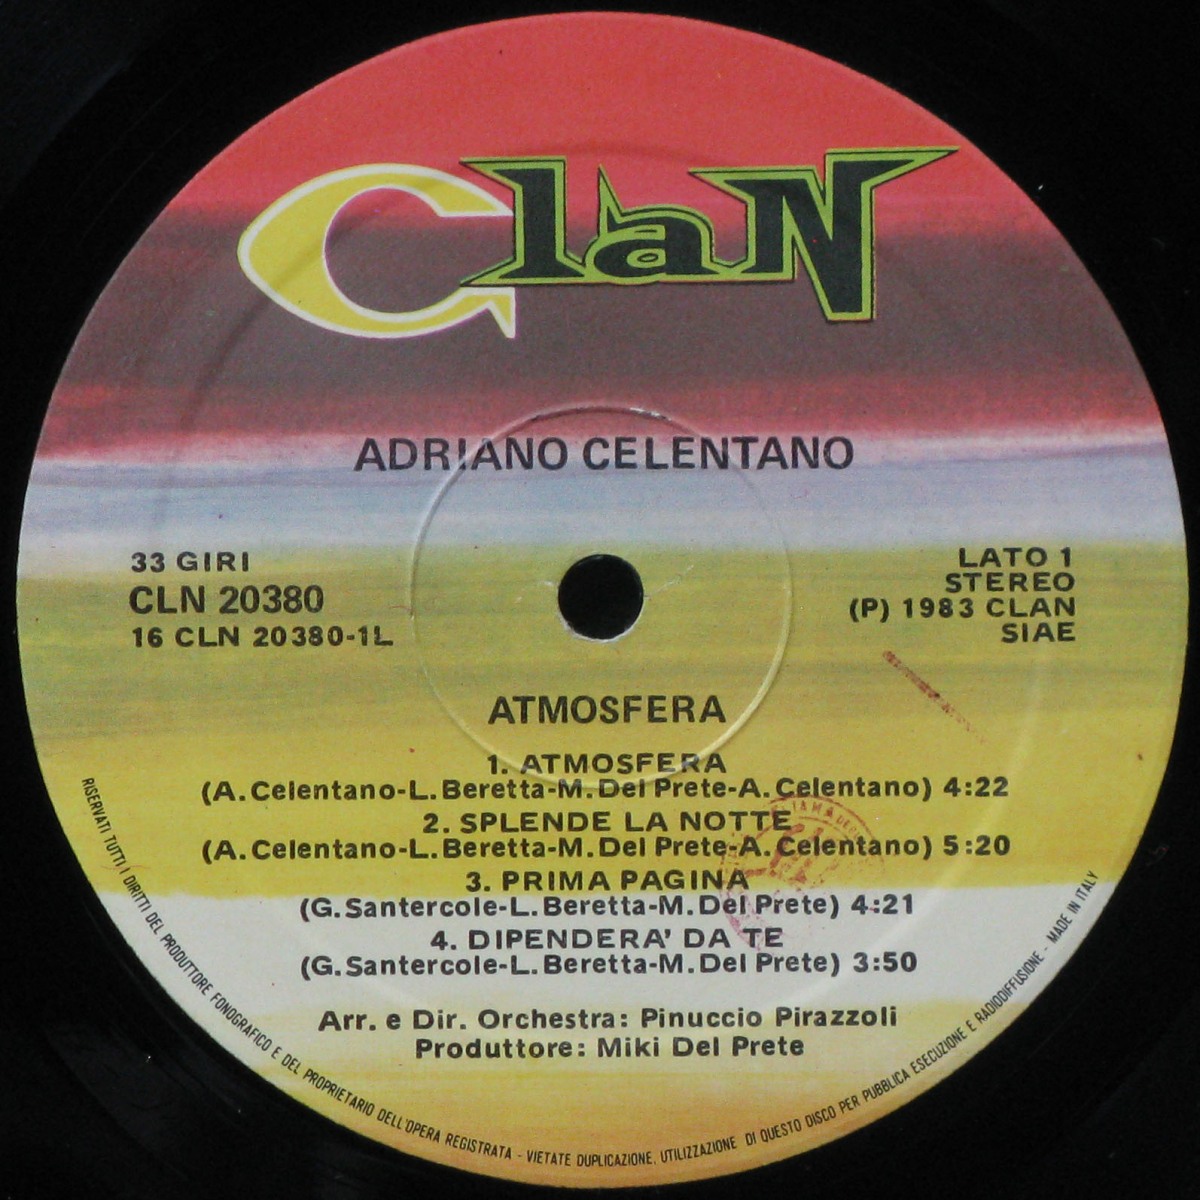 Clan
ADRIANO CELENTANO
33 GIRI
CLN 20380
16 CLN 20380-1L
LATO 1
STEREO
(P) 1983 CLAN
SIAE
ATMOSFERA
1. ATMOSFERA
(A.Celentano-L.Beretta-M.Del Prete-A.Celentano) 4:22
2. SPLENDE LA NOTTE
(A.Celentano-L.Beretta-M.Del Prete-A.Celentano) 5:20
3. PRIMA PAGINA
(G.Santercole-L.Beretta-M.Del Prete) 4:21
4. DIPENDERA' DA TE
(G.Santercole-L.Beretta-M.Del Prete) 3:50
Arr. e Dir. Orchestra: Pinuccio Pirazzoli
Produttore: Miki Del Prete
RISERVATI TUTTI I DIRITTI DEL PRODUTTORE FONOGRAFICO E DEL PROPRIETARIO DELL'OPERA REGISTRATA - VIETATE DUPLICAZIONE, UTILIZZAZIONE DI QUESTO DISCO PER PUBBLICA ESECUZIONE E RADIODIFFUSIONE - MADE IN ITALY